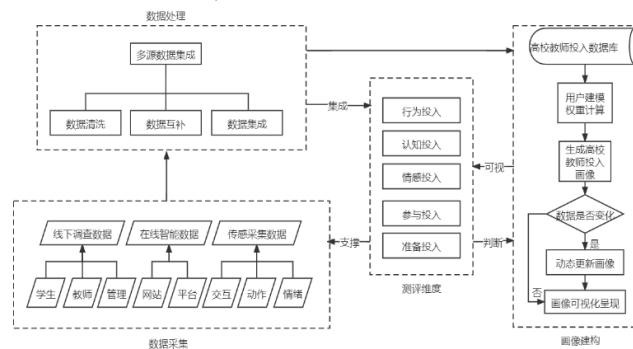 数据处理
多源数据集成
数据清洗
数据互补
数据集成
集成
行为投入
认知投入
情感投入
参与投入
准备投入
测评维度
可视
判断
支撑
线下调查数据
在线智能数据
传感采集数据
学生
教师
管理
网站
平台
交互
动作
情绪
数据采集
高校教师投入数据库
用户建模
权重计算
生成高校
教师投入
画像
数据是否变化
是
动态更新画像
否
画像可视化呈现
画像建构